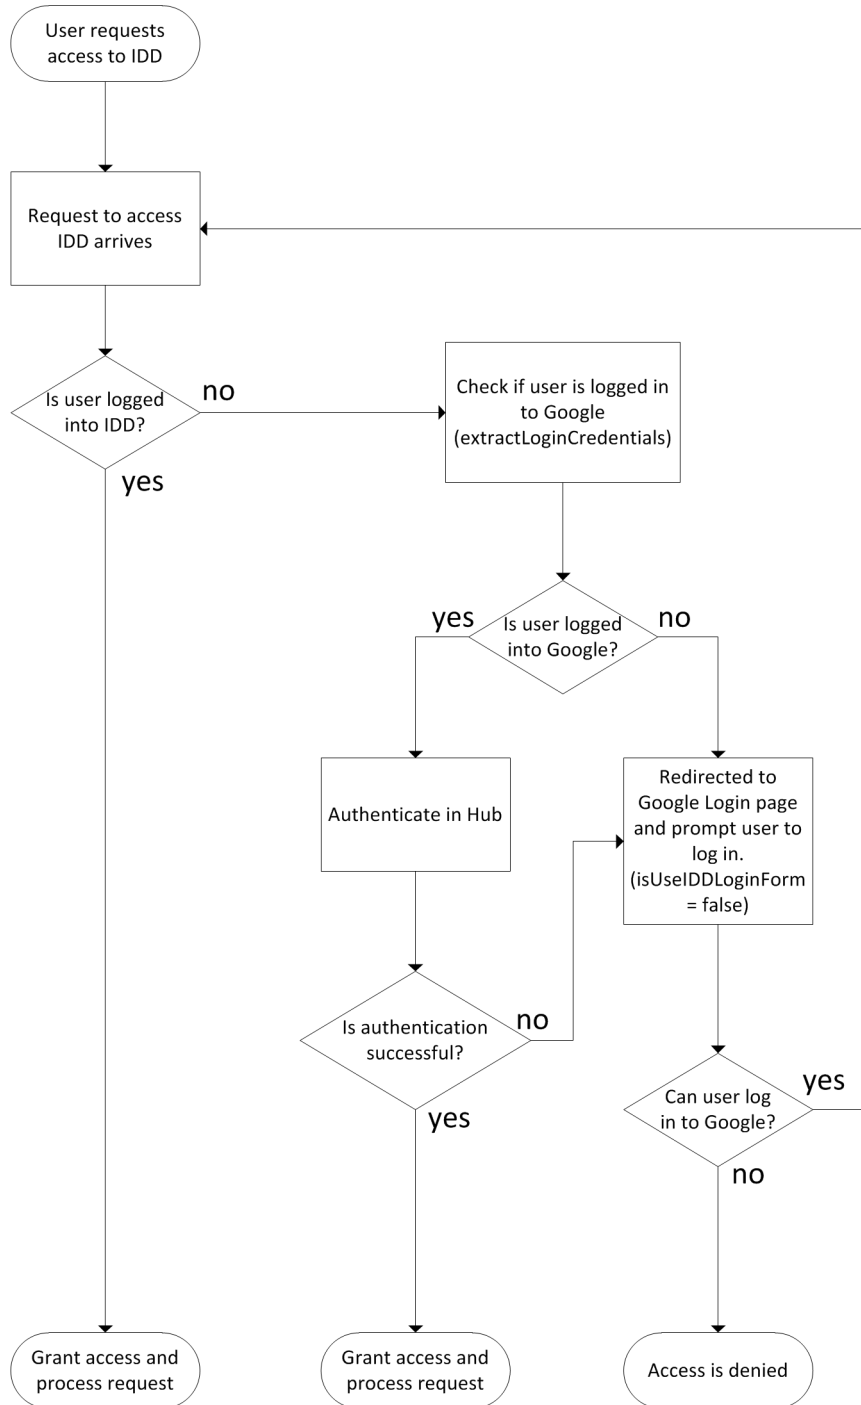 User requests
access to IDD
Request to access
IDD arrives
Is user logged
into IDD?
no
yes
Check if user is logged in
to Google
(extractLoginCredentials)
Is user logged
into Google?
yes
no
Authenticate in Hub
Redirected to
Google Login page
and prompt user to
log in.
(isUseIDDLoginForm
= false)
Is authentication
successful?
no
yes
Can user log
in to Google?
yes
no
Grant access and
process request
Grant access and
process request
Access is denied